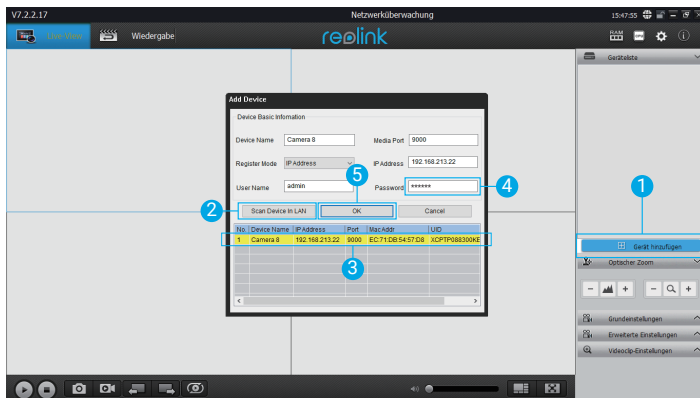 V7.2.2.17 Netzwerküberwachung 15:47:55
Live-View Wiedergabe reolink RAM CPU
Geräteliste
Add Device
Device Basic Infomation
Device Name Camera 8 Media Port 9000
Register Mode IP Address IP Address 192.168.213.22
5
User Name admin Password ****** 4
1
2 Scan Device In LAN OK Cancel
No. Device Name IP Address Port Mac Addr UID
1 Camera 8 192.168.213.22 9000 EC:71:DB:54:57:D8 XCPTP088300KE
Gerät hinzufügen
3
Optischer Zoom
Grundeinstellungen
Erweiterte Einstellungen
Videoclip-Einstellungen